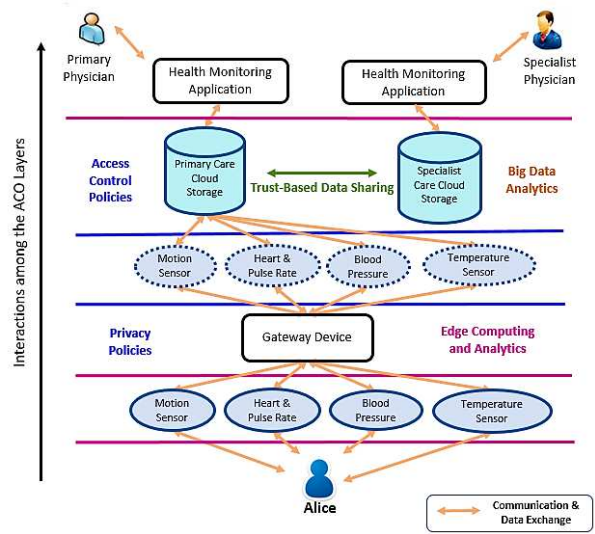 Primary
Physician
Health Monitoring
Application
Health Monitoring
Application
Specialist
Physician
Interactions among the ACO Layers
Access
Control
Policies
Primary Care
Cloud
Storage
Trust-Based Data Sharing
Specialist
Care Cloud
Storage
Big Data
Analytics
Motion
Sensor
Heart &
Pulse Rate
Blood
Pressure
Temperature
Sensor
Privacy
Policies
Gateway Device
Edge Computing
and Analytics
Motion
Sensor
Heart &
Pulse Rate
Blood
Pressure
Temperature
Sensor
Alice
Communication &
Data Exchange